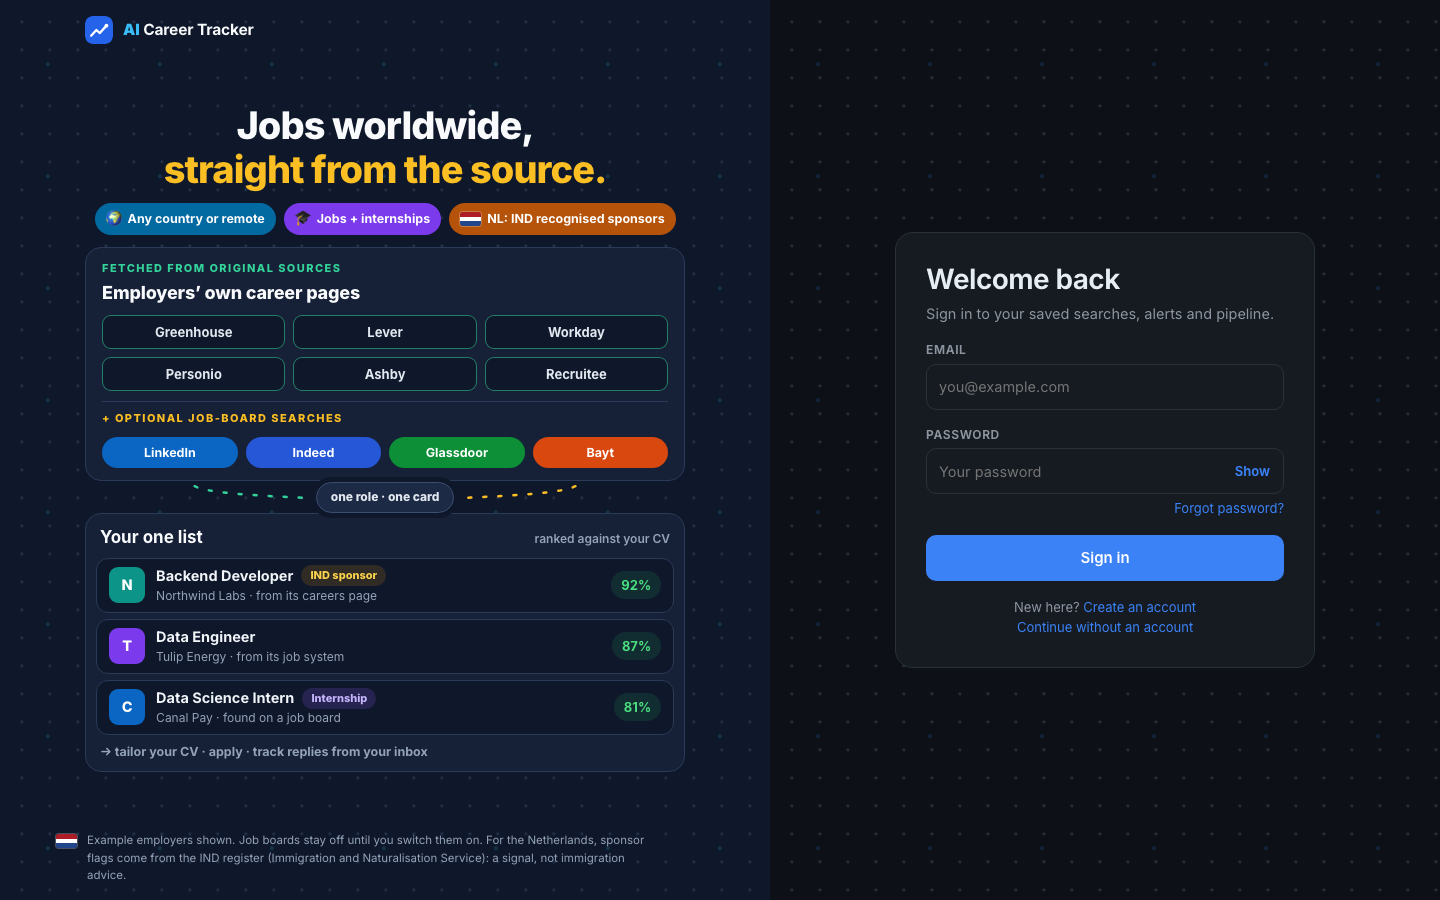 AI Career Tracker
Jobs worldwide,
straight from the source.
Any country or remote
Jobs + internships
NL: IND recognised sponsors
FETCHED FROM ORIGINAL SOURCES
Employers’ own career pages
Greenhouse
Lever
Workday
Personio
Ashby
Recruitee
+ OPTIONAL JOB-BOARD SEARCHES
LinkedIn
Indeed
Glassdoor
Bayt
one role · one card
Your one list
ranked against your CV
N
Backend Developer
IND sponsor
Northwind Labs · from its careers page
92%
T
Data Engineer
Tulip Energy · from its job system
87%
C
Data Science Intern
Internship
Canal Pay · found on a job board
81%
→ tailor your CV · apply · track replies from your inbox
Example employers shown. Job boards stay off until you switch them on. For the Netherlands, sponsor
flags come from the IND register (Immigration and Naturalisation Service): a signal, not immigration
advice.
Welcome back
Sign in to your saved searches, alerts and pipeline.
EMAIL
you@example.com
PASSWORD
Your password
Show
Forgot password?
Sign in
New here? Create an account
Continue without an account